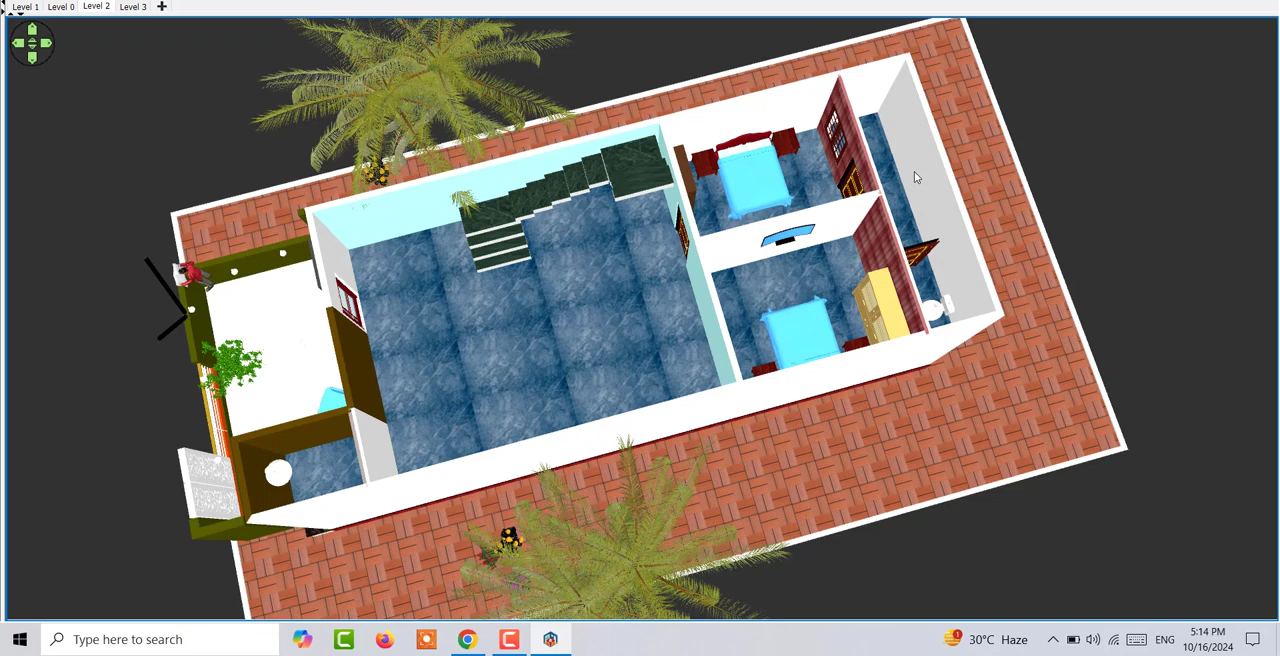 Level 1 Level 0 Level 2 Level 3
Type here to search
1
30°C Haze
ENG
5:14 PM
10/16/2024